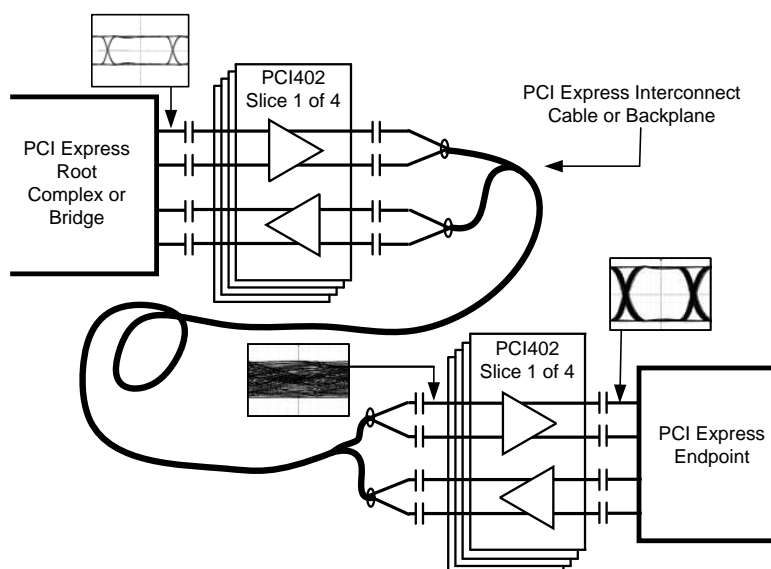 PCI402
Slice 1 of 4
PCI Express Interconnect
Cable or Backplane
PCI Express
Root
Complex or
Bridge
PCI402
Slice 1 of 4
PCI Express
Endpoint